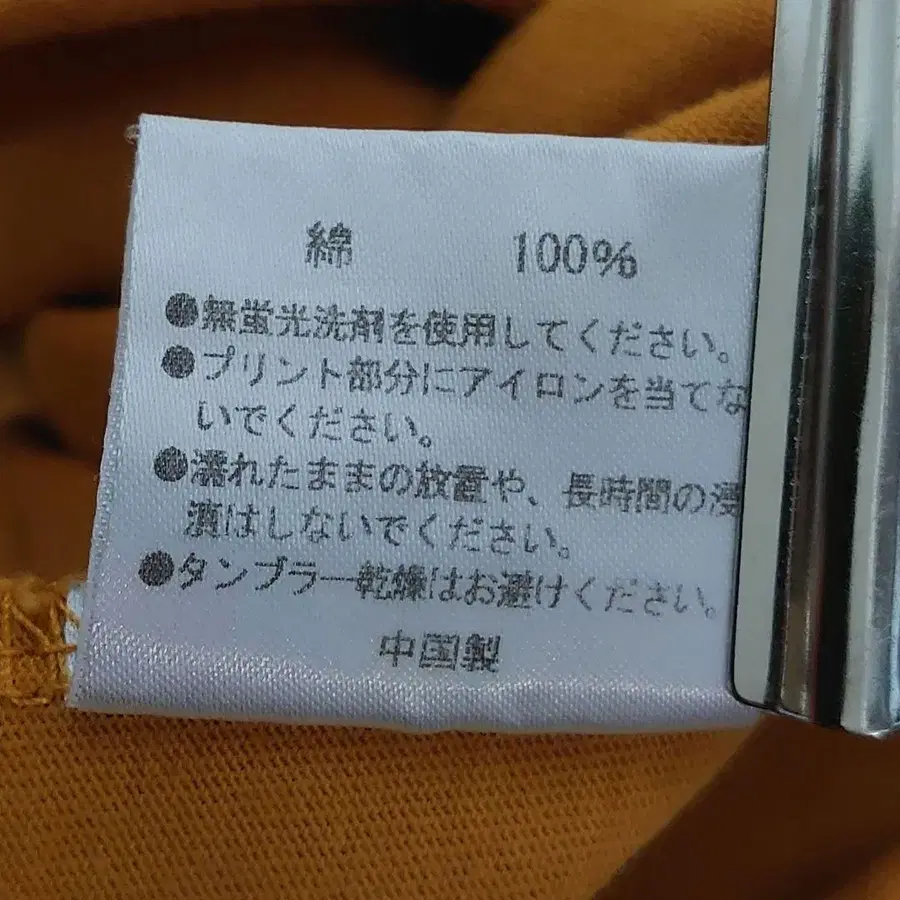 綿 100%
●無蛍光洗剤を使用してください。
●プリント部分にアイロンを当てな
いでください。
●濡れたままの放置や、長時間の浸
漬はしないでください。
●タンブラー乾燥はお避けください。
中国製